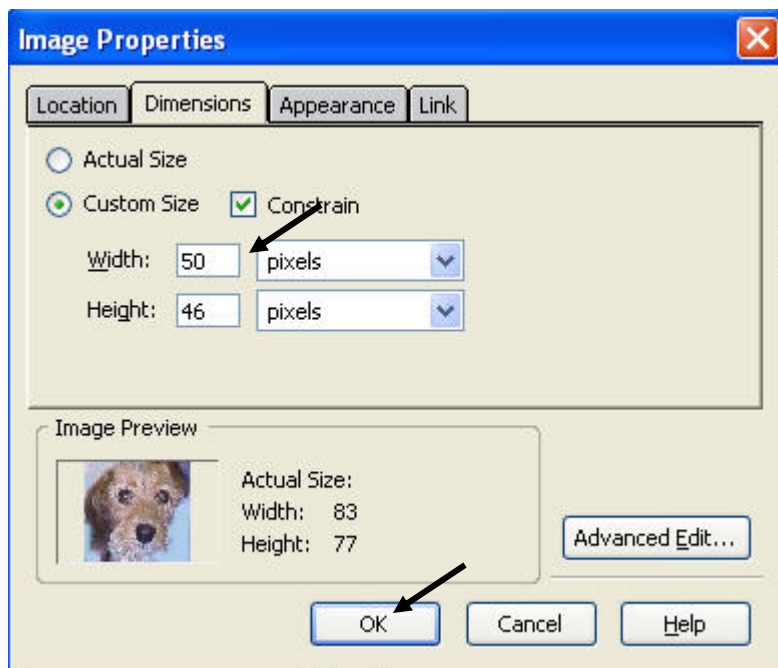 Image Properties
Location Dimensions Appearance Link
Actual Size
Custom Size Constrain
Width: 50 pixels
Height: 46 pixels
Image Preview
Actual Size:
Width: 83
Height: 77
Advanced Edit...
OK Cancel Help